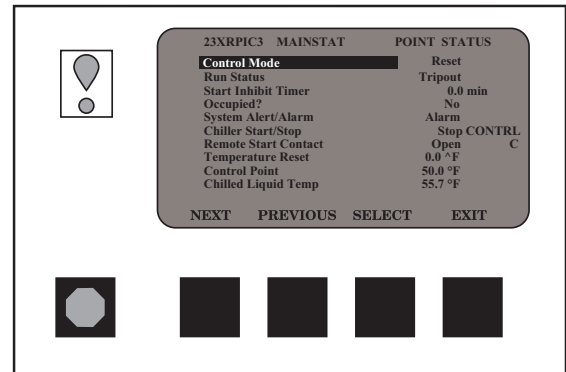 23XRPIC3 MAINSTAT POINT STATUS
Control Mode Reset
Run Status Tripout
Start Inhibit Timer 0.0 min
Occupied? No
System Alert/Alarm Alarm
Chiller Start/Stop Stop CONTRL
Remote Start Contact Open C
Temperature Reset 0.0 ^F
Control Point 50.0 °F
Chilled Liquid Temp 55.7 °F
NEXT PREVIOUS SELECT EXIT